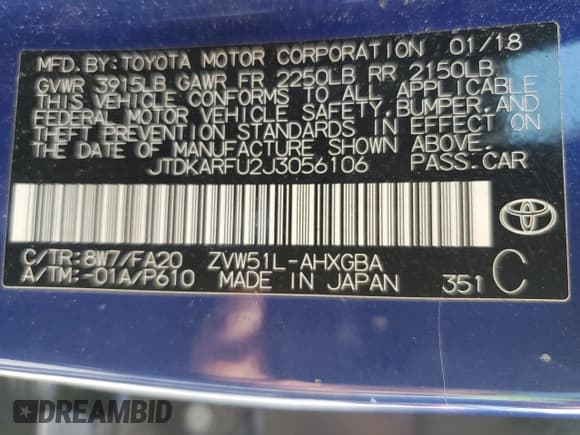 MFD.BY:TOYOTA MOTOR CORPORATION 01/18
GVWR 3915LB GAWR FR 2250LB RR 2150LB
THIS VEHICLE CONFORMS TO ALL APPLICABLE
FEDERAL MOTOR VEHICLE SAFETY,BUMPER,AND
THEFT PREVENTION STANDARDS IN EFFECT ON
THE DATE OF MANUFACTURE SHOWN ABOVE.
JTDKARFU2J3056106 PASS.CAR
C/TR:8W7/FA20 ZVW51L-AHXGBA
A/TM:-01A/P610 MADE IN JAPAN 351 C
TOYOTA
DREAMBID